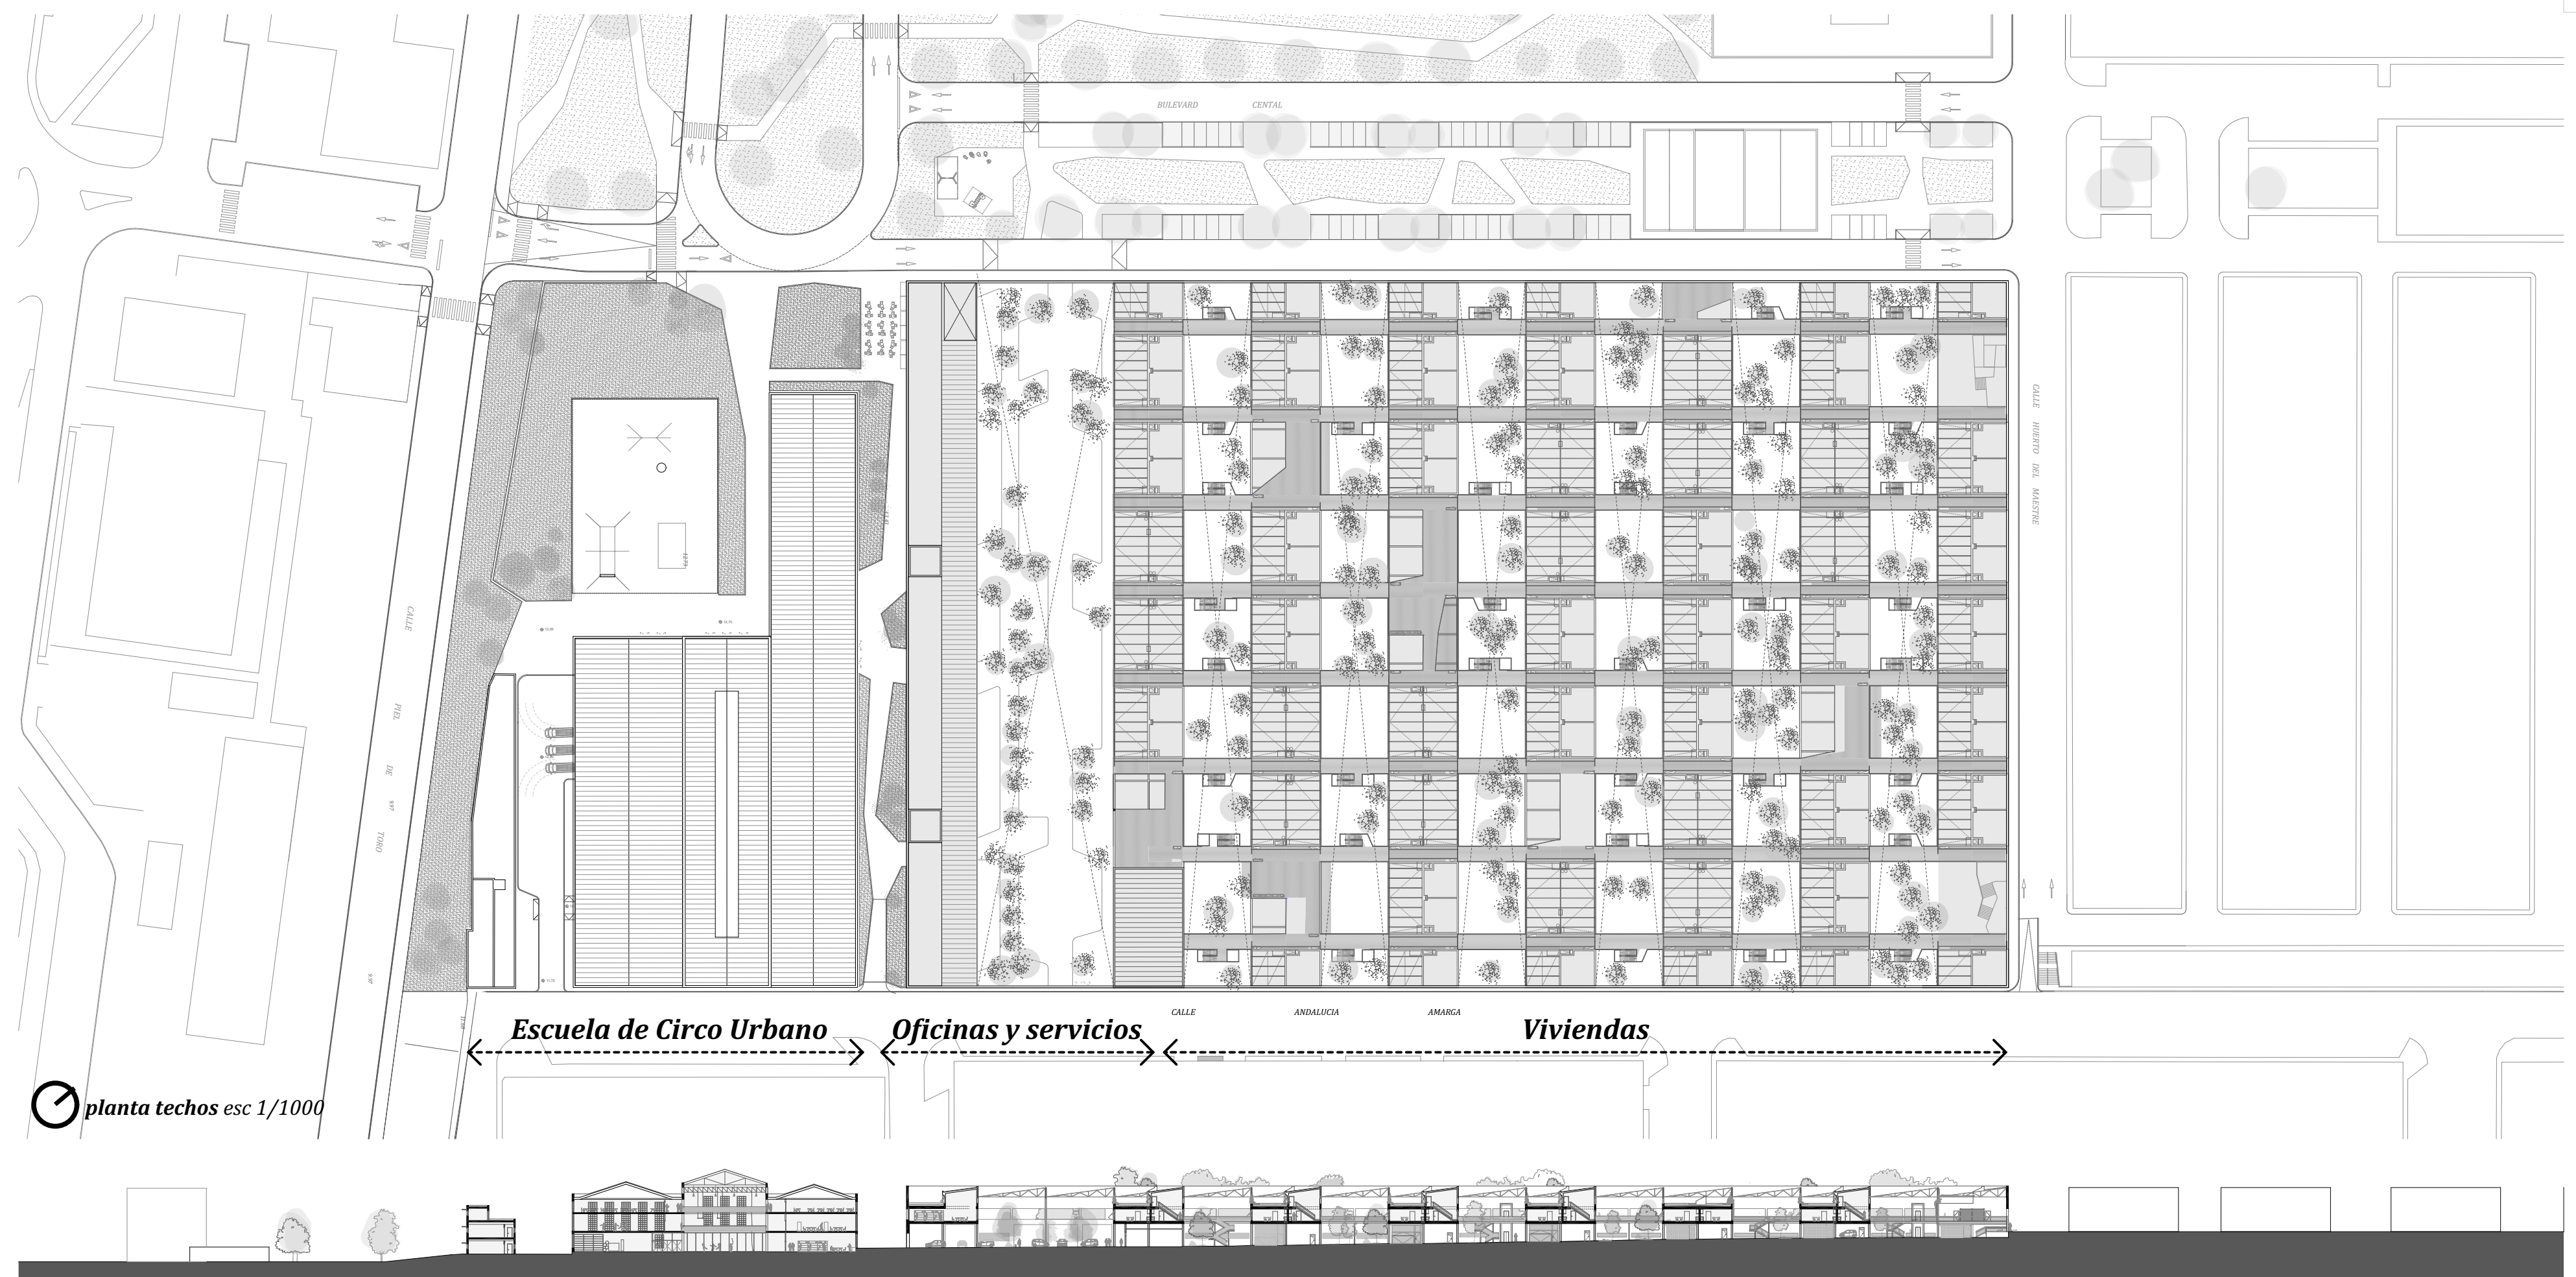 BULEVARD CENTAL
CALLE HUERTO DEL MAESTRE
CALLE PIEL DE TORO
CALLE ANDALUCIA AMARGA
Escuela de Circo Urbano
Oficinas y servicios
Viviendas
planta techos esc 1/1000